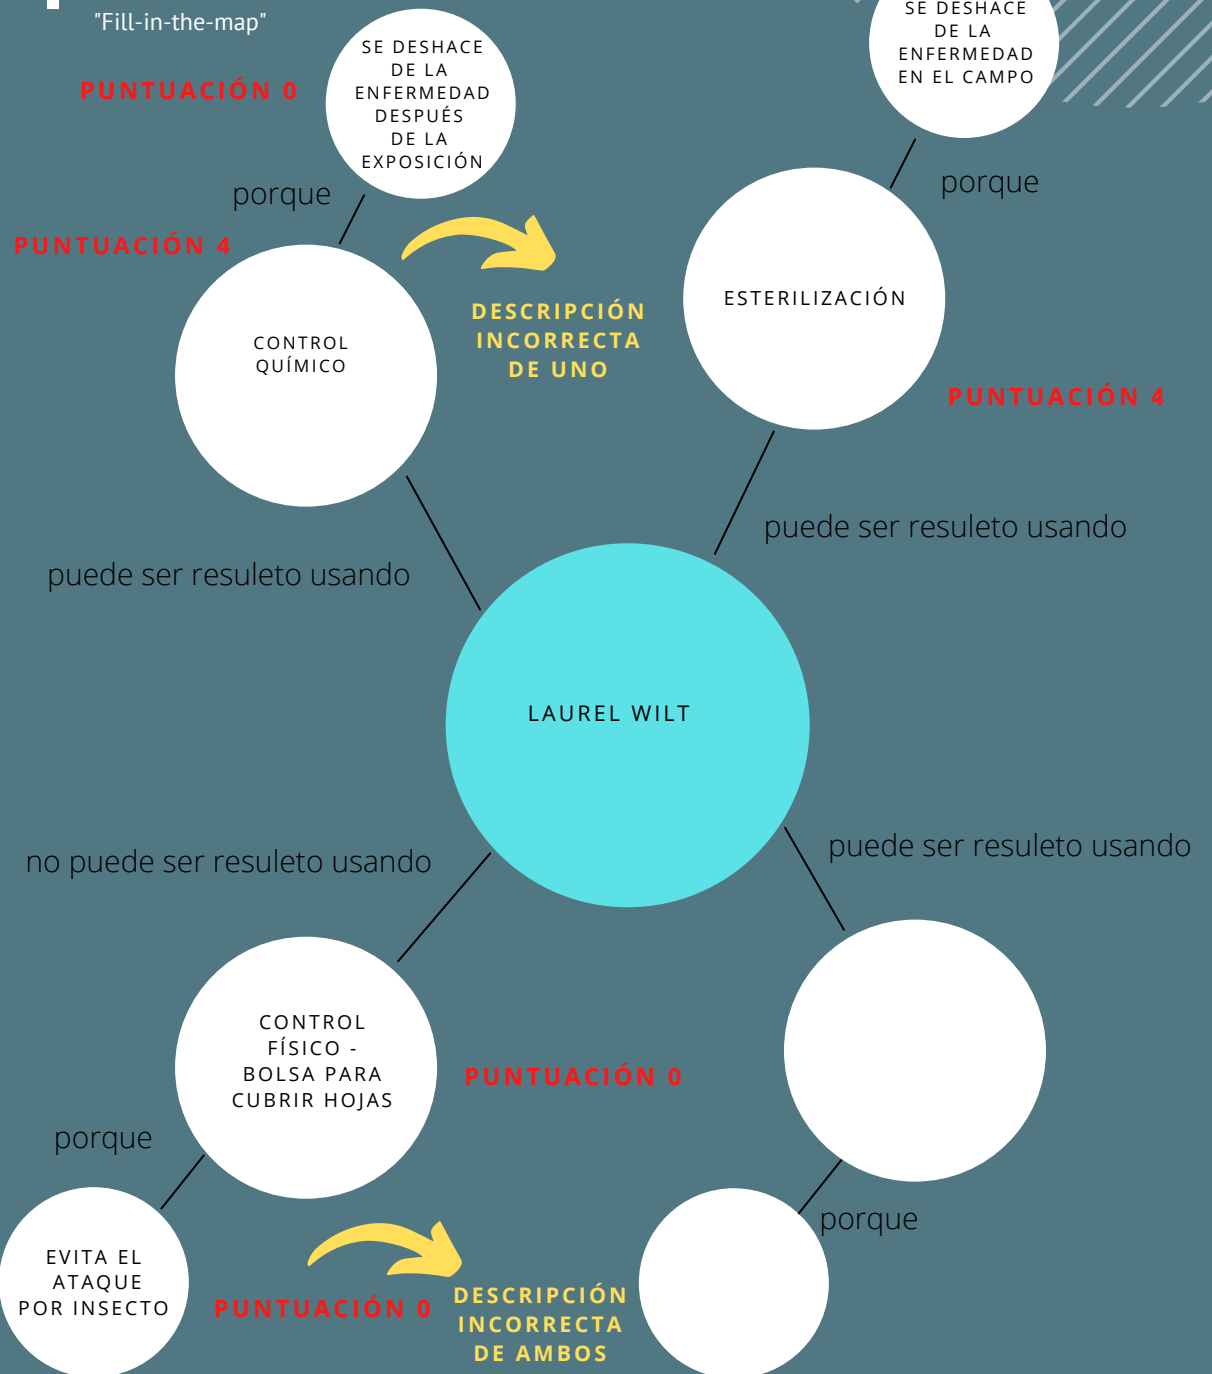 "Fill-in-the-map"
SE DESHACE
DE LA
ENFERMEDAD
EN EL CAMPO
SE DESHACE
DE LA
ENFERMEDAD
DESPUÉS
DE LA
EXPOSICIÓN
PUNTUACIÓN 0
porque
porque
PUNTUACIÓN 4
CONTROL
QUÍMICO
DESCRIPCIÓN
INCORRECTA
DE UNO
ESTERILIZACIÓN
PUNTUACIÓN 4
puede ser resuleto usando
puede ser resuleto usando
LAUREL WILT
no puede ser resuleto usando
puede ser resuleto usando
CONTROL
FÍSICO -
BOLSA PARA
CUBRIR HOJAS
PUNTUACIÓN 0
porque
porque
EVITA EL
ATAQUE
POR INSECTO
PUNTUACIÓN 0
DESCRIPCIÓN
INCORRECTA
DE AMBOS